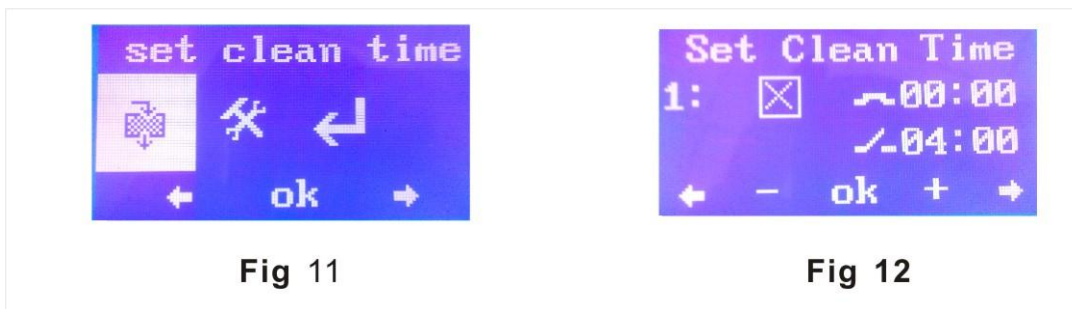 set clean time
ok
Fig 11
Set Clean Time
1: 00:00
04:00
- ok +
Fig 12